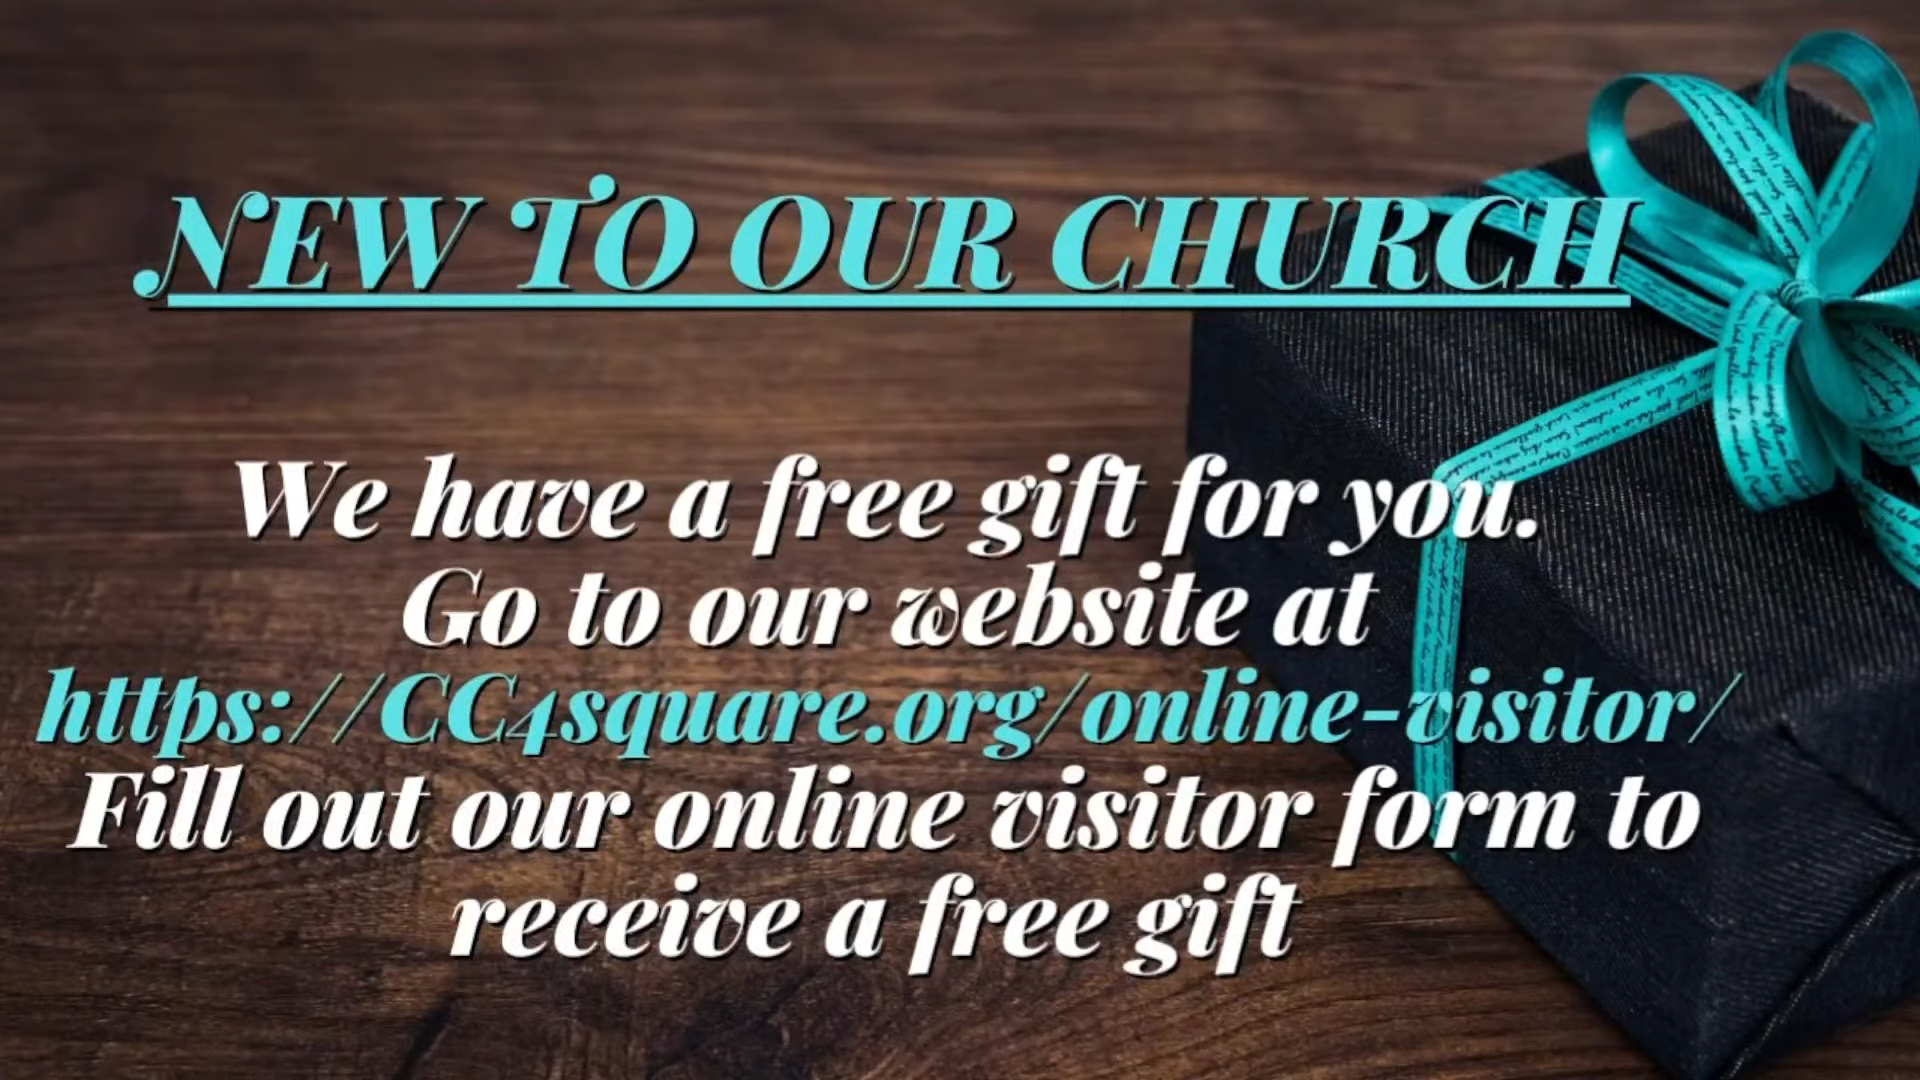 NEW TO OUR CHURCH
We have a free gift for you.
Go to our website at
https://CC4square.org/online-visitor/
Fill out our online visitor form to
receive a free gift